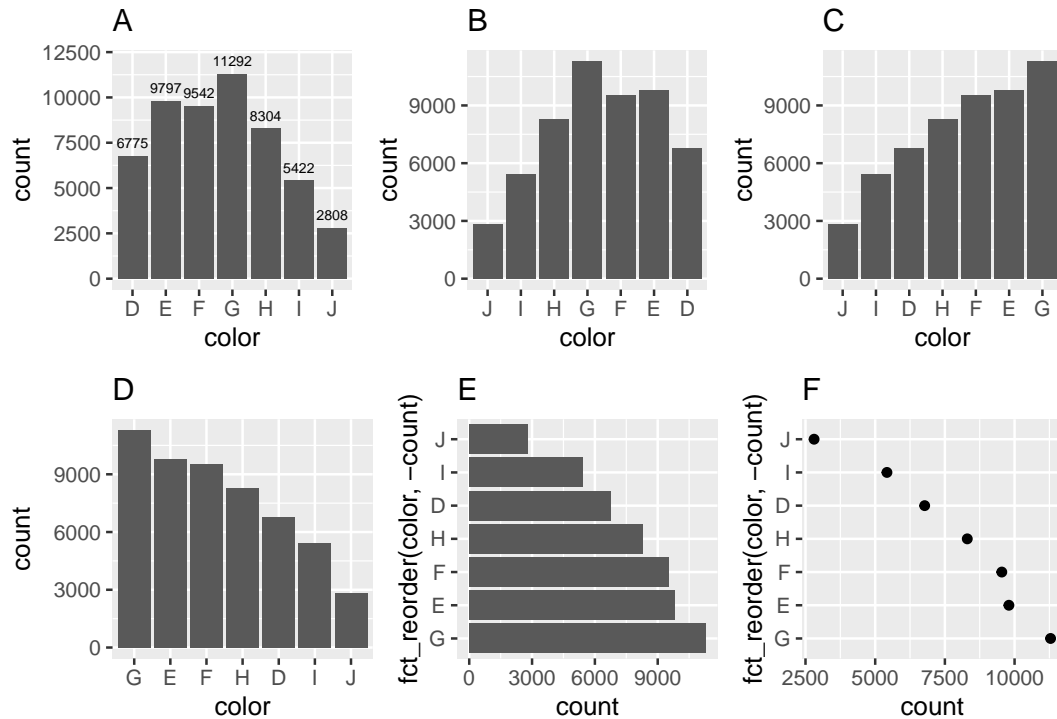 A
count
12500
10000
7500
5000
2500
0
6775
9797
9542
11292
8304
5422
2808
D E F G H I J
color
B
count
9000
6000
3000
0
J I H G F E D
color
C
count
9000
6000
3000
0
J I D H F E G
color
D
count
9000
6000
3000
0
G E F H D I J
color
E
fct_reorder(color, −count)
J
I
D
H
F
E
G
0 3000 6000 9000
count
F
fct_reorder(color, −count)
J
I
D
H
F
E
G
2500 5000 7500 10000
count